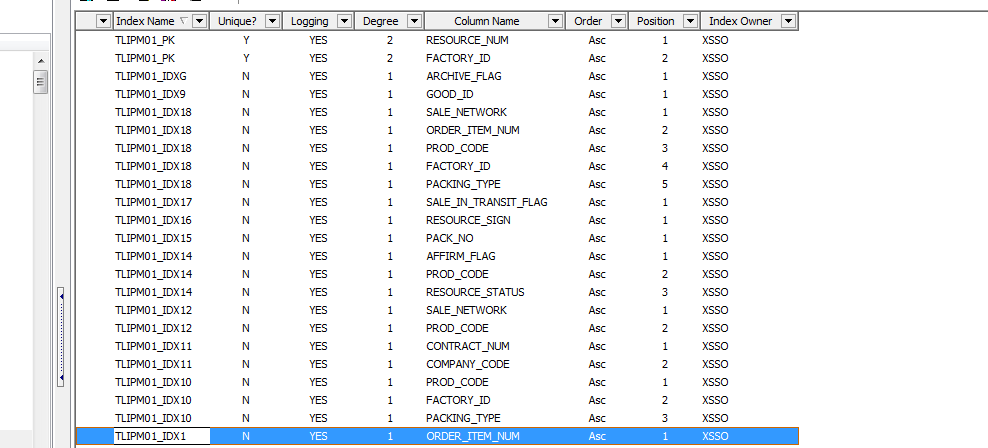 Index Name Unique? Logging Degree Column Name Order Position Index Owner
TLIPM01_PK Y YES 2 RESOURCE_NUM Asc 1 XSSO
TLIPM01_PK Y YES 2 FACTORY_ID Asc 2 XSSO
TLIPM01_IDXG N YES 1 ARCHIVE_FLAG Asc 1 XSSO
TLIPM01_IDX9 N YES 1 GOOD_ID Asc 1 XSSO
TLIPM01_IDX18 N YES 1 SALE_NETWORK Asc 1 XSSO
TLIPM01_IDX18 N YES 1 ORDER_ITEM_NUM Asc 2 XSSO
TLIPM01_IDX18 N YES 1 PROD_CODE Asc 3 XSSO
TLIPM01_IDX18 N YES 1 FACTORY_ID Asc 4 XSSO
TLIPM01_IDX18 N YES 1 PACKING_TYPE Asc 5 XSSO
TLIPM01_IDX17 N YES 1 SALE_IN_TRANSIT_FLAG Asc 1 XSSO
TLIPM01_IDX16 N YES 1 RESOURCE_SIGN Asc 1 XSSO
TLIPM01_IDX15 N YES 1 PACK_NO Asc 1 XSSO
TLIPM01_IDX14 N YES 1 AFFIRM_FLAG Asc 1 XSSO
TLIPM01_IDX14 N YES 1 PROD_CODE Asc 2 XSSO
TLIPM01_IDX14 N YES 1 RESOURCE_STATUS Asc 3 XSSO
TLIPM01_IDX12 N YES 1 SALE_NETWORK Asc 1 XSSO
TLIPM01_IDX12 N YES 1 PROD_CODE Asc 2 XSSO
TLIPM01_IDX11 N YES 1 CONTRACT_NUM Asc 1 XSSO
TLIPM01_IDX11 N YES 1 COMPANY_CODE Asc 2 XSSO
TLIPM01_IDX10 N YES 1 PROD_CODE Asc 1 XSSO
TLIPM01_IDX10 N YES 1 FACTORY_ID Asc 2 XSSO
TLIPM01_IDX10 N YES 1 PACKING_TYPE Asc 3 XSSO
TLIPM01_IDX1 N YES 1 ORDER_ITEM_NUM Asc 1 XSSO